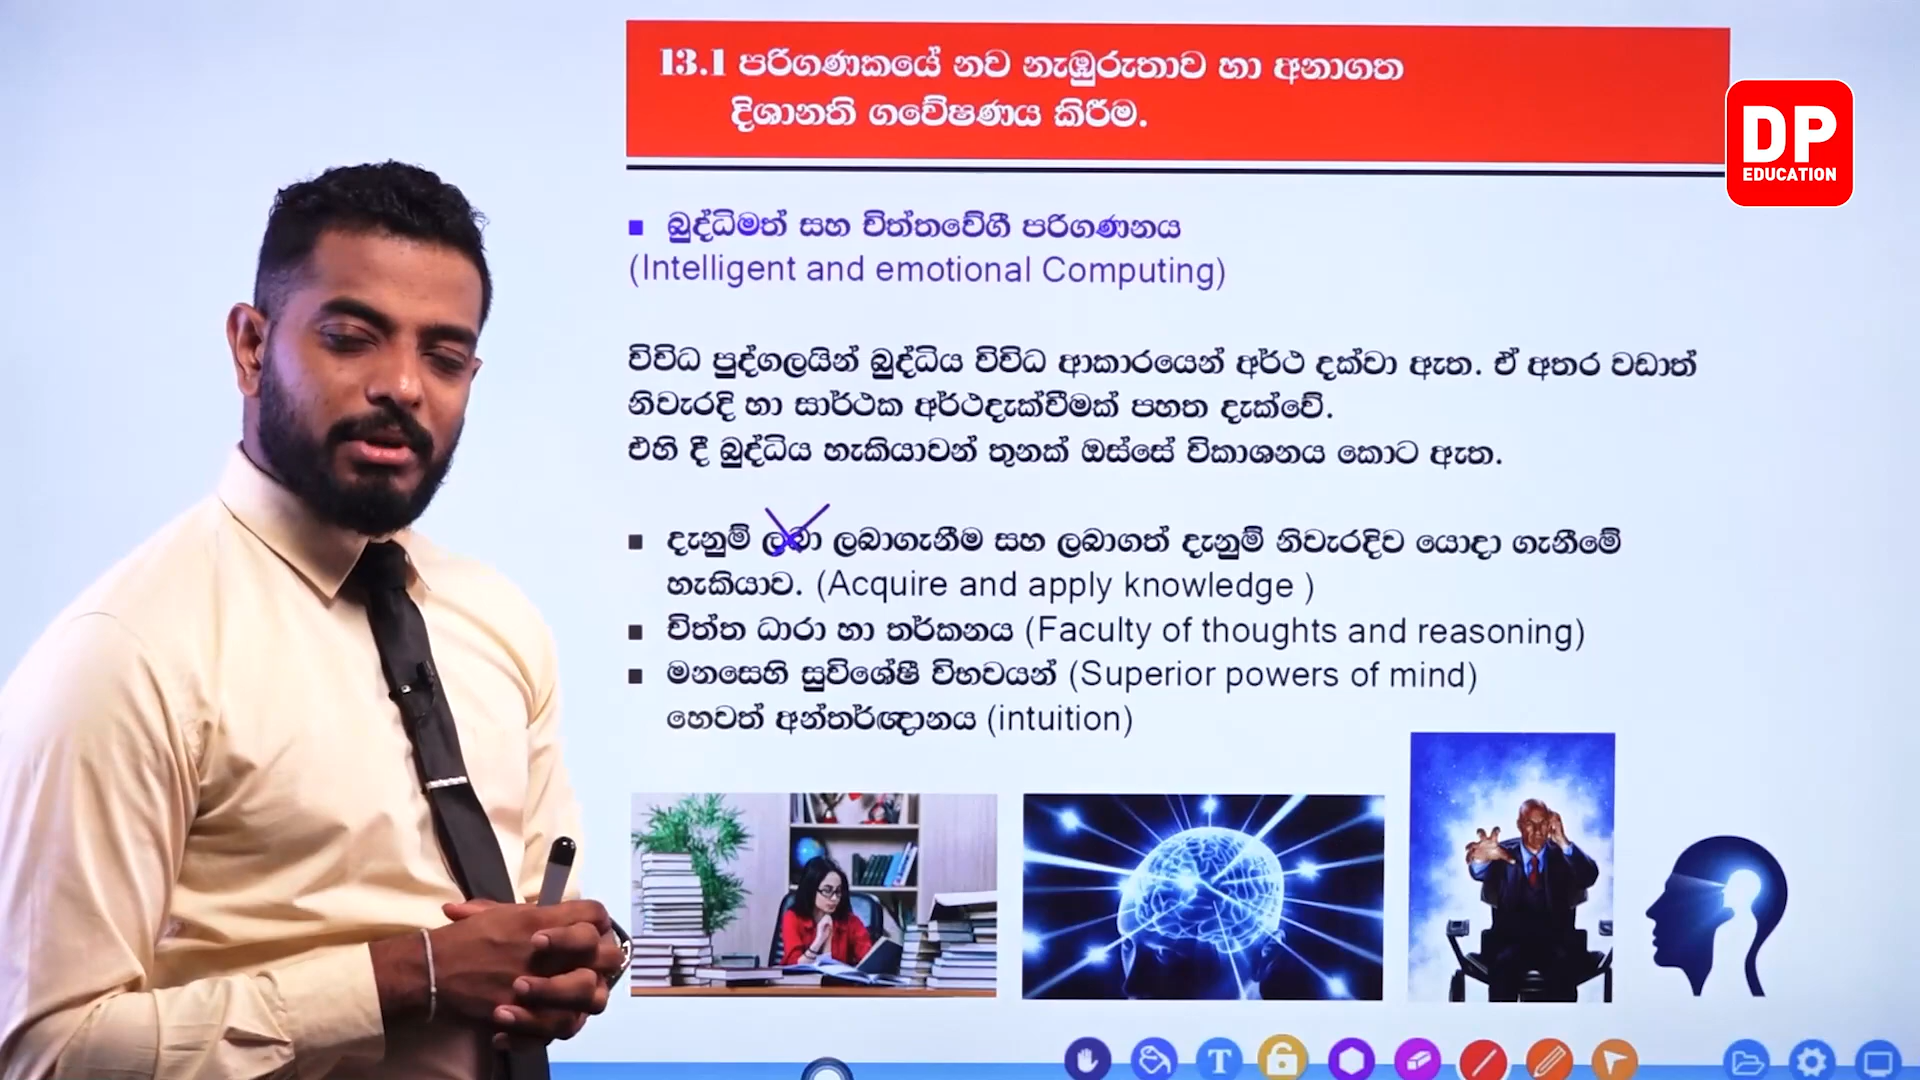 13.1 පරිගණකයේ නව නැඹුරුතාව හා අනාගත
දිශානති ගවේෂණය කිරීම.
DP
EDUCATION
බුද්ධිමත් සහ චිත්තවේගී පරිගණනය
(Intelligent and emotional Computing)
විවිධ පුද්ගලයින් බුද්ධිය විවිධ ආකාරයෙන් අර්ථ දක්වා ඇත. ඒ අතර වඩාත්
නිවැරදි හා සාර්ථක අර්ථදැක්වීමක් පහත දැක්වේ.
එහි දී බුද්ධිය හැකියාවන් තුනක් ඔස්සේ විකාශනය කොට ඇත.
දැනුම් ලබා ලබාගැනීම සහ ලබාගත් දැනුම් නිවැරදිව යොදා ගැනීමේ
හැකියාව. (Acquire and apply knowledge )
චිත්ත ධාරා හා තර්කනය (Faculty of thoughts and reasoning)
මනසෙහි සුවිශේෂී විභවයන් (Superior powers of mind)
හෙවත් අන්තර්ඥානය (intuition)
T